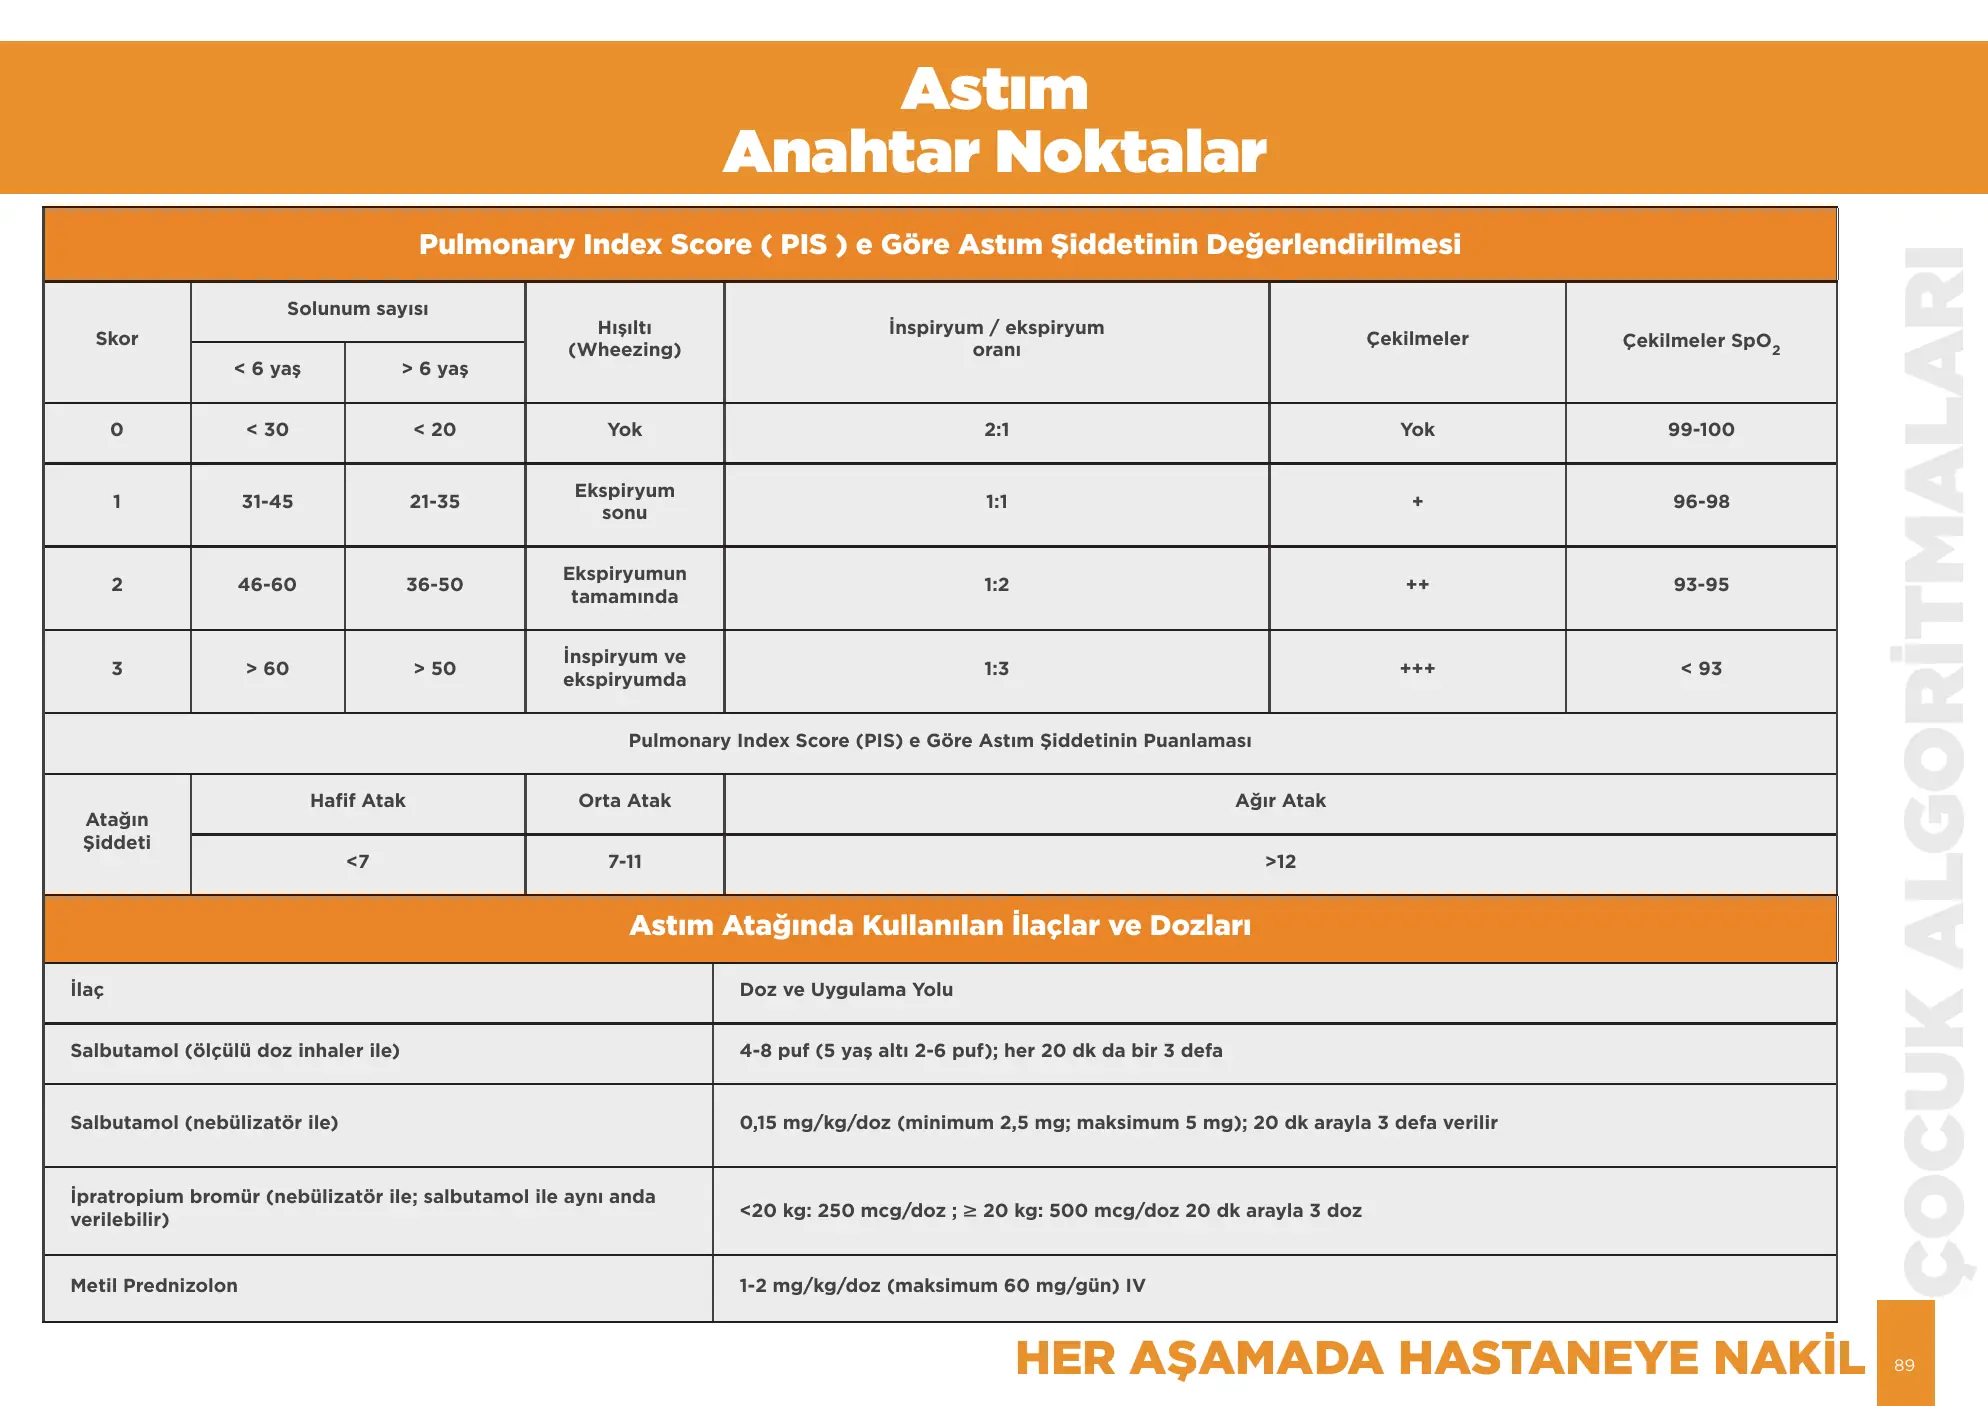 Astım
Anahtar Noktalar
Pulmonary Index Score ( PIS ) e Göre Astım Şiddetinin Değerlendirilmesi
Skor
Solunum sayısı
< 6 yaş
> 6 yaş
Hışıltı
(Wheezing)
İnspiryum / ekspiryum
oranı
Çekilmeler
Çekilmeler SpO2
0
< 30
< 20
Yok
2:1
Yok
99-100
1
31-45
21-35
Ekspiryum
sonu
1:1
+
96-98
2
46-60
36-50
Ekspiryumun
tamamında
1:2
++
93-95
3
> 60
> 50
İnspiryum ve
ekspiryumda
1:3
+++
< 93
Pulmonary Index Score (PIS) e Göre Astım Şiddetinin Puanlaması
Atağın
Şiddeti
Hafif Atak
Orta Atak
Ağır Atak
<7
7-11
>12
Astım Atağında Kullanılan İlaçlar ve Dozları
İlaç
Doz ve Uygulama Yolu
Salbutamol (ölçülü doz inhaler ile)
4-8 puf (5 yaş altı 2-6 puf); her 20 dk da bir 3 defa
Salbutamol (nebülizatör ile)
0,15 mg/kg/doz (minimum 2,5 mg; maksimum 5 mg); 20 dk arayla 3 defa verilir
İpratropium bromür (nebülizatör ile; salbutamol ile aynı anda
verilebilir)
<20 kg: 250 mcg/doz ; ≥ 20 kg: 500 mcg/doz 20 dk arayla 3 doz
Metil Prednizolon
1-2 mg/kg/doz (maksimum 60 mg/gün) IV
HER AŞAMADA HASTANEYE NAKİL
89
ÇOCUK ALGORİTMALARI